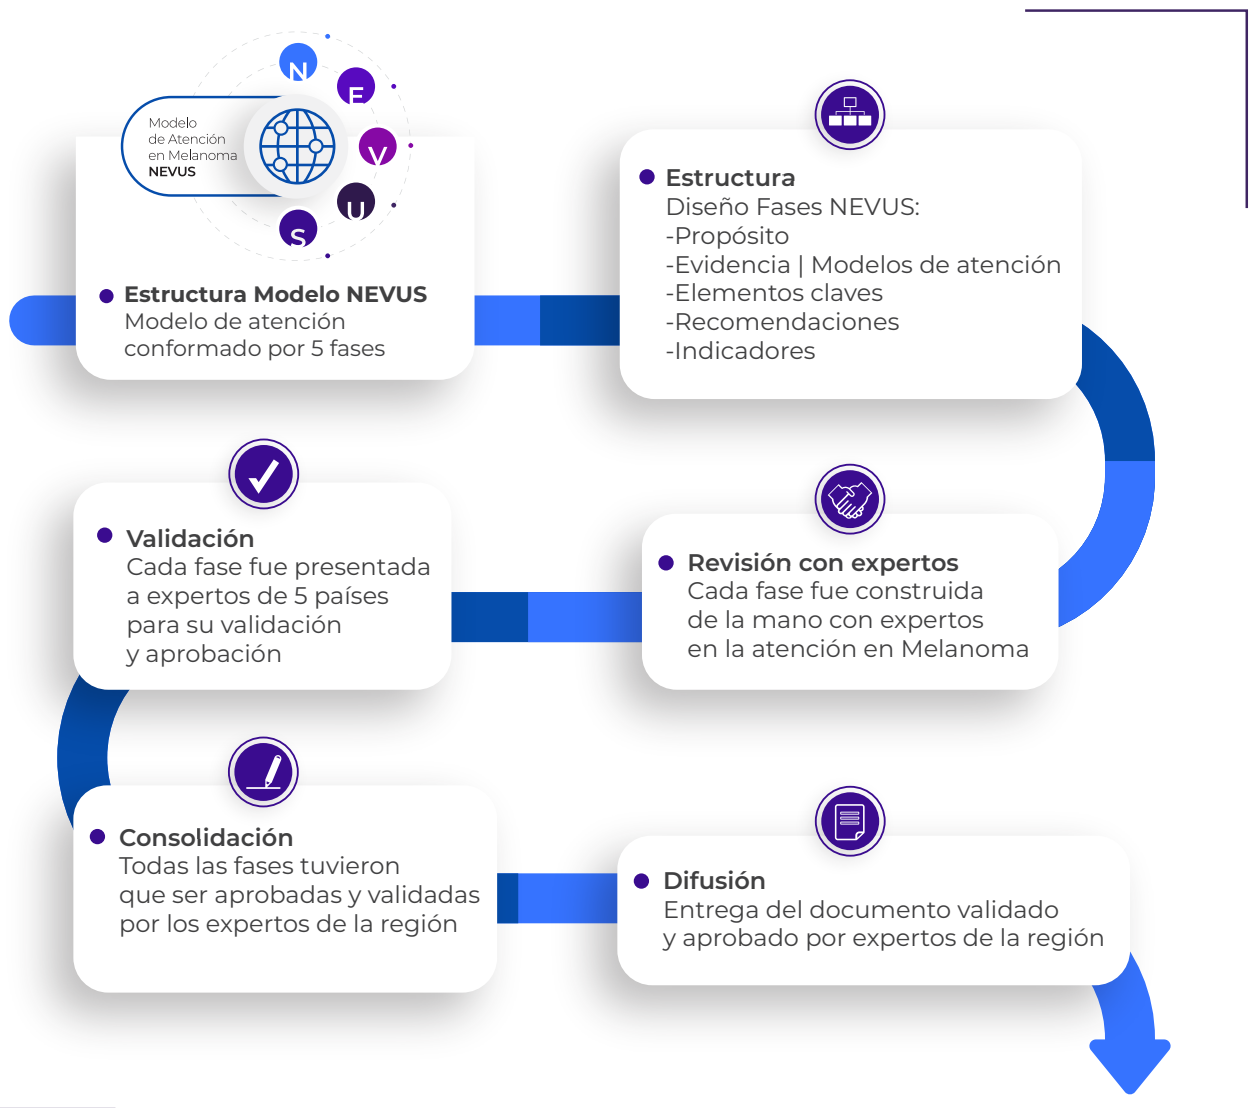 N
E
V
U
S
Modelo
de Atención
en Melanoma
NEVUS
Estructura Modelo NEVUS
Modelo de atención
conformado por 5 fases
Estructura
Diseño Fases NEVUS:
-Propósito
-Evidencia | Modelos de atención
-Elementos claves
-Recomendaciones
-Indicadores
Revisión con expertos
Cada fase fue construida
de la mano con expertos
en la atención en Melanoma
Validación
Cada fase fue presentada
a expertos de 5 países
para su validación
y aprobación
Consolidación
Todas las fases tuvieron
que ser aprobadas y validadas
por los expertos de la región
Difusión
Entrega del documento validado
y aprobado por expertos de la región